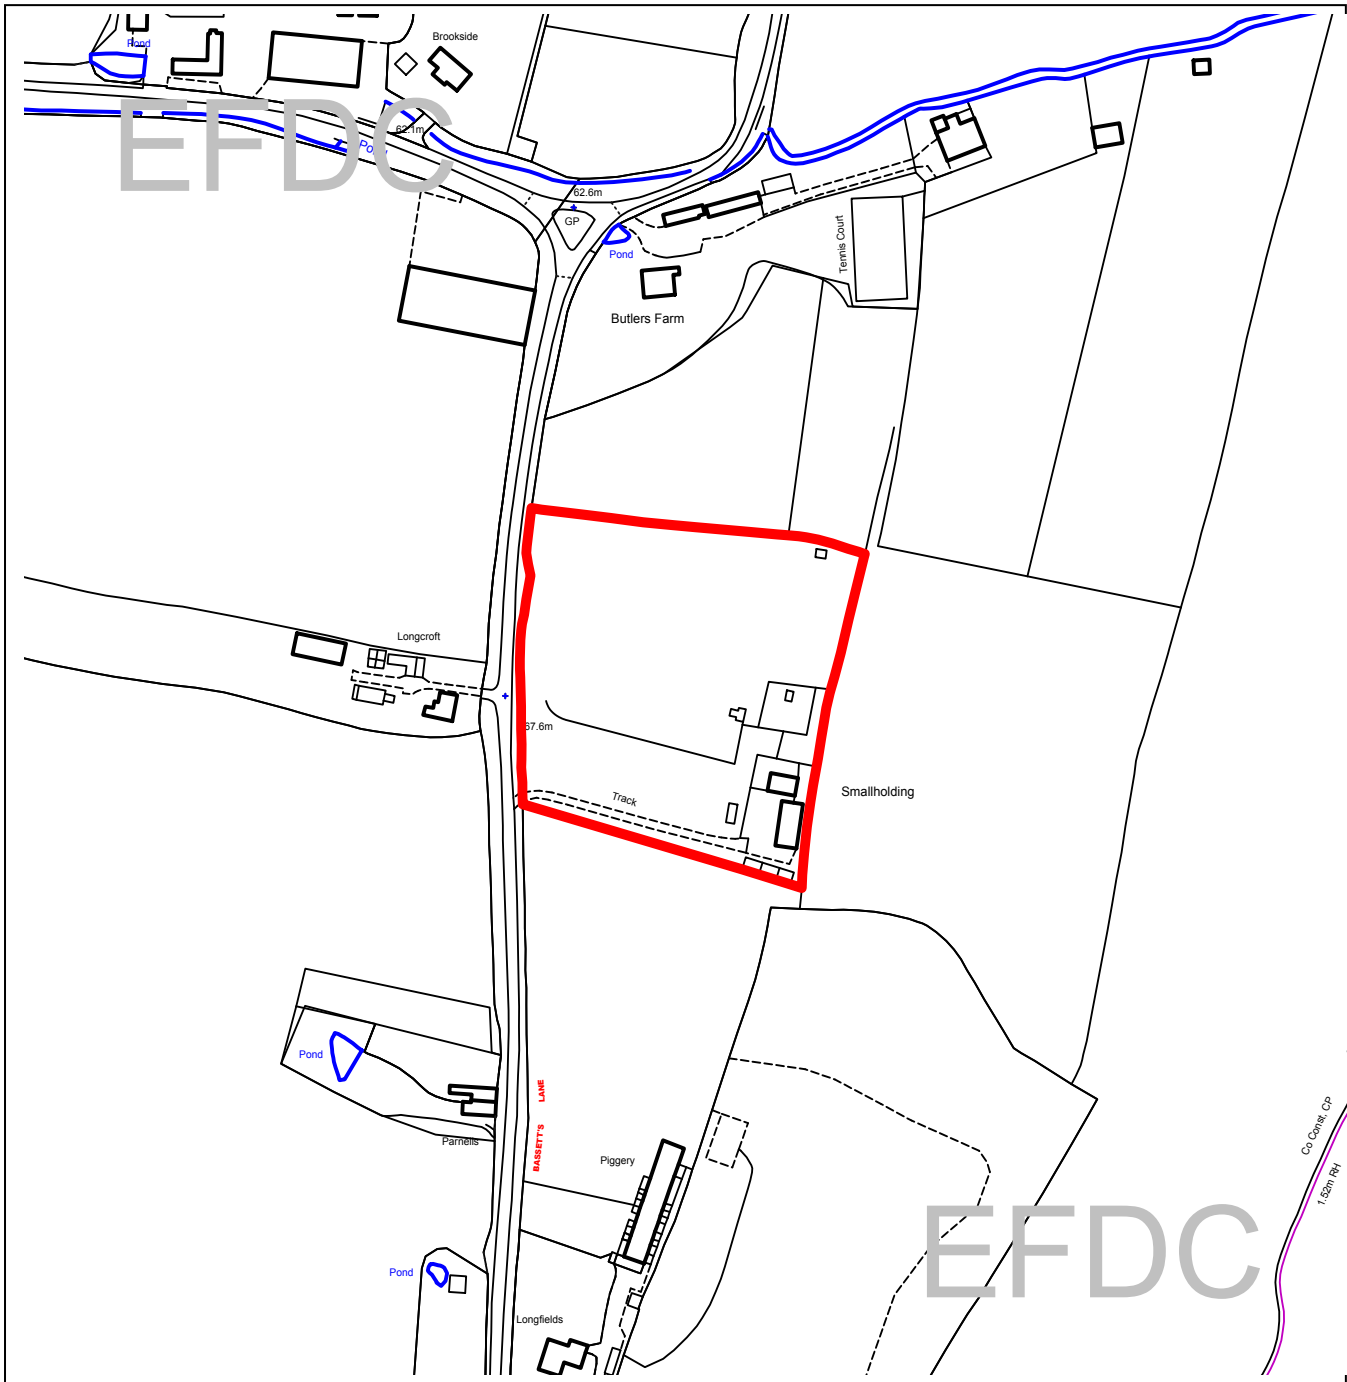 Pond
Brookside
EFDC
62.1m
Pond
62.6m
GP
Pond
Tennis Court
Butlers Farm
Longcroft
67.6m
Track
Smallholding
Pond
BASSETT'S LANE
Parnells
Piggery
Co Const. CP
1.52m RH
EFDC
Pond
Longfields